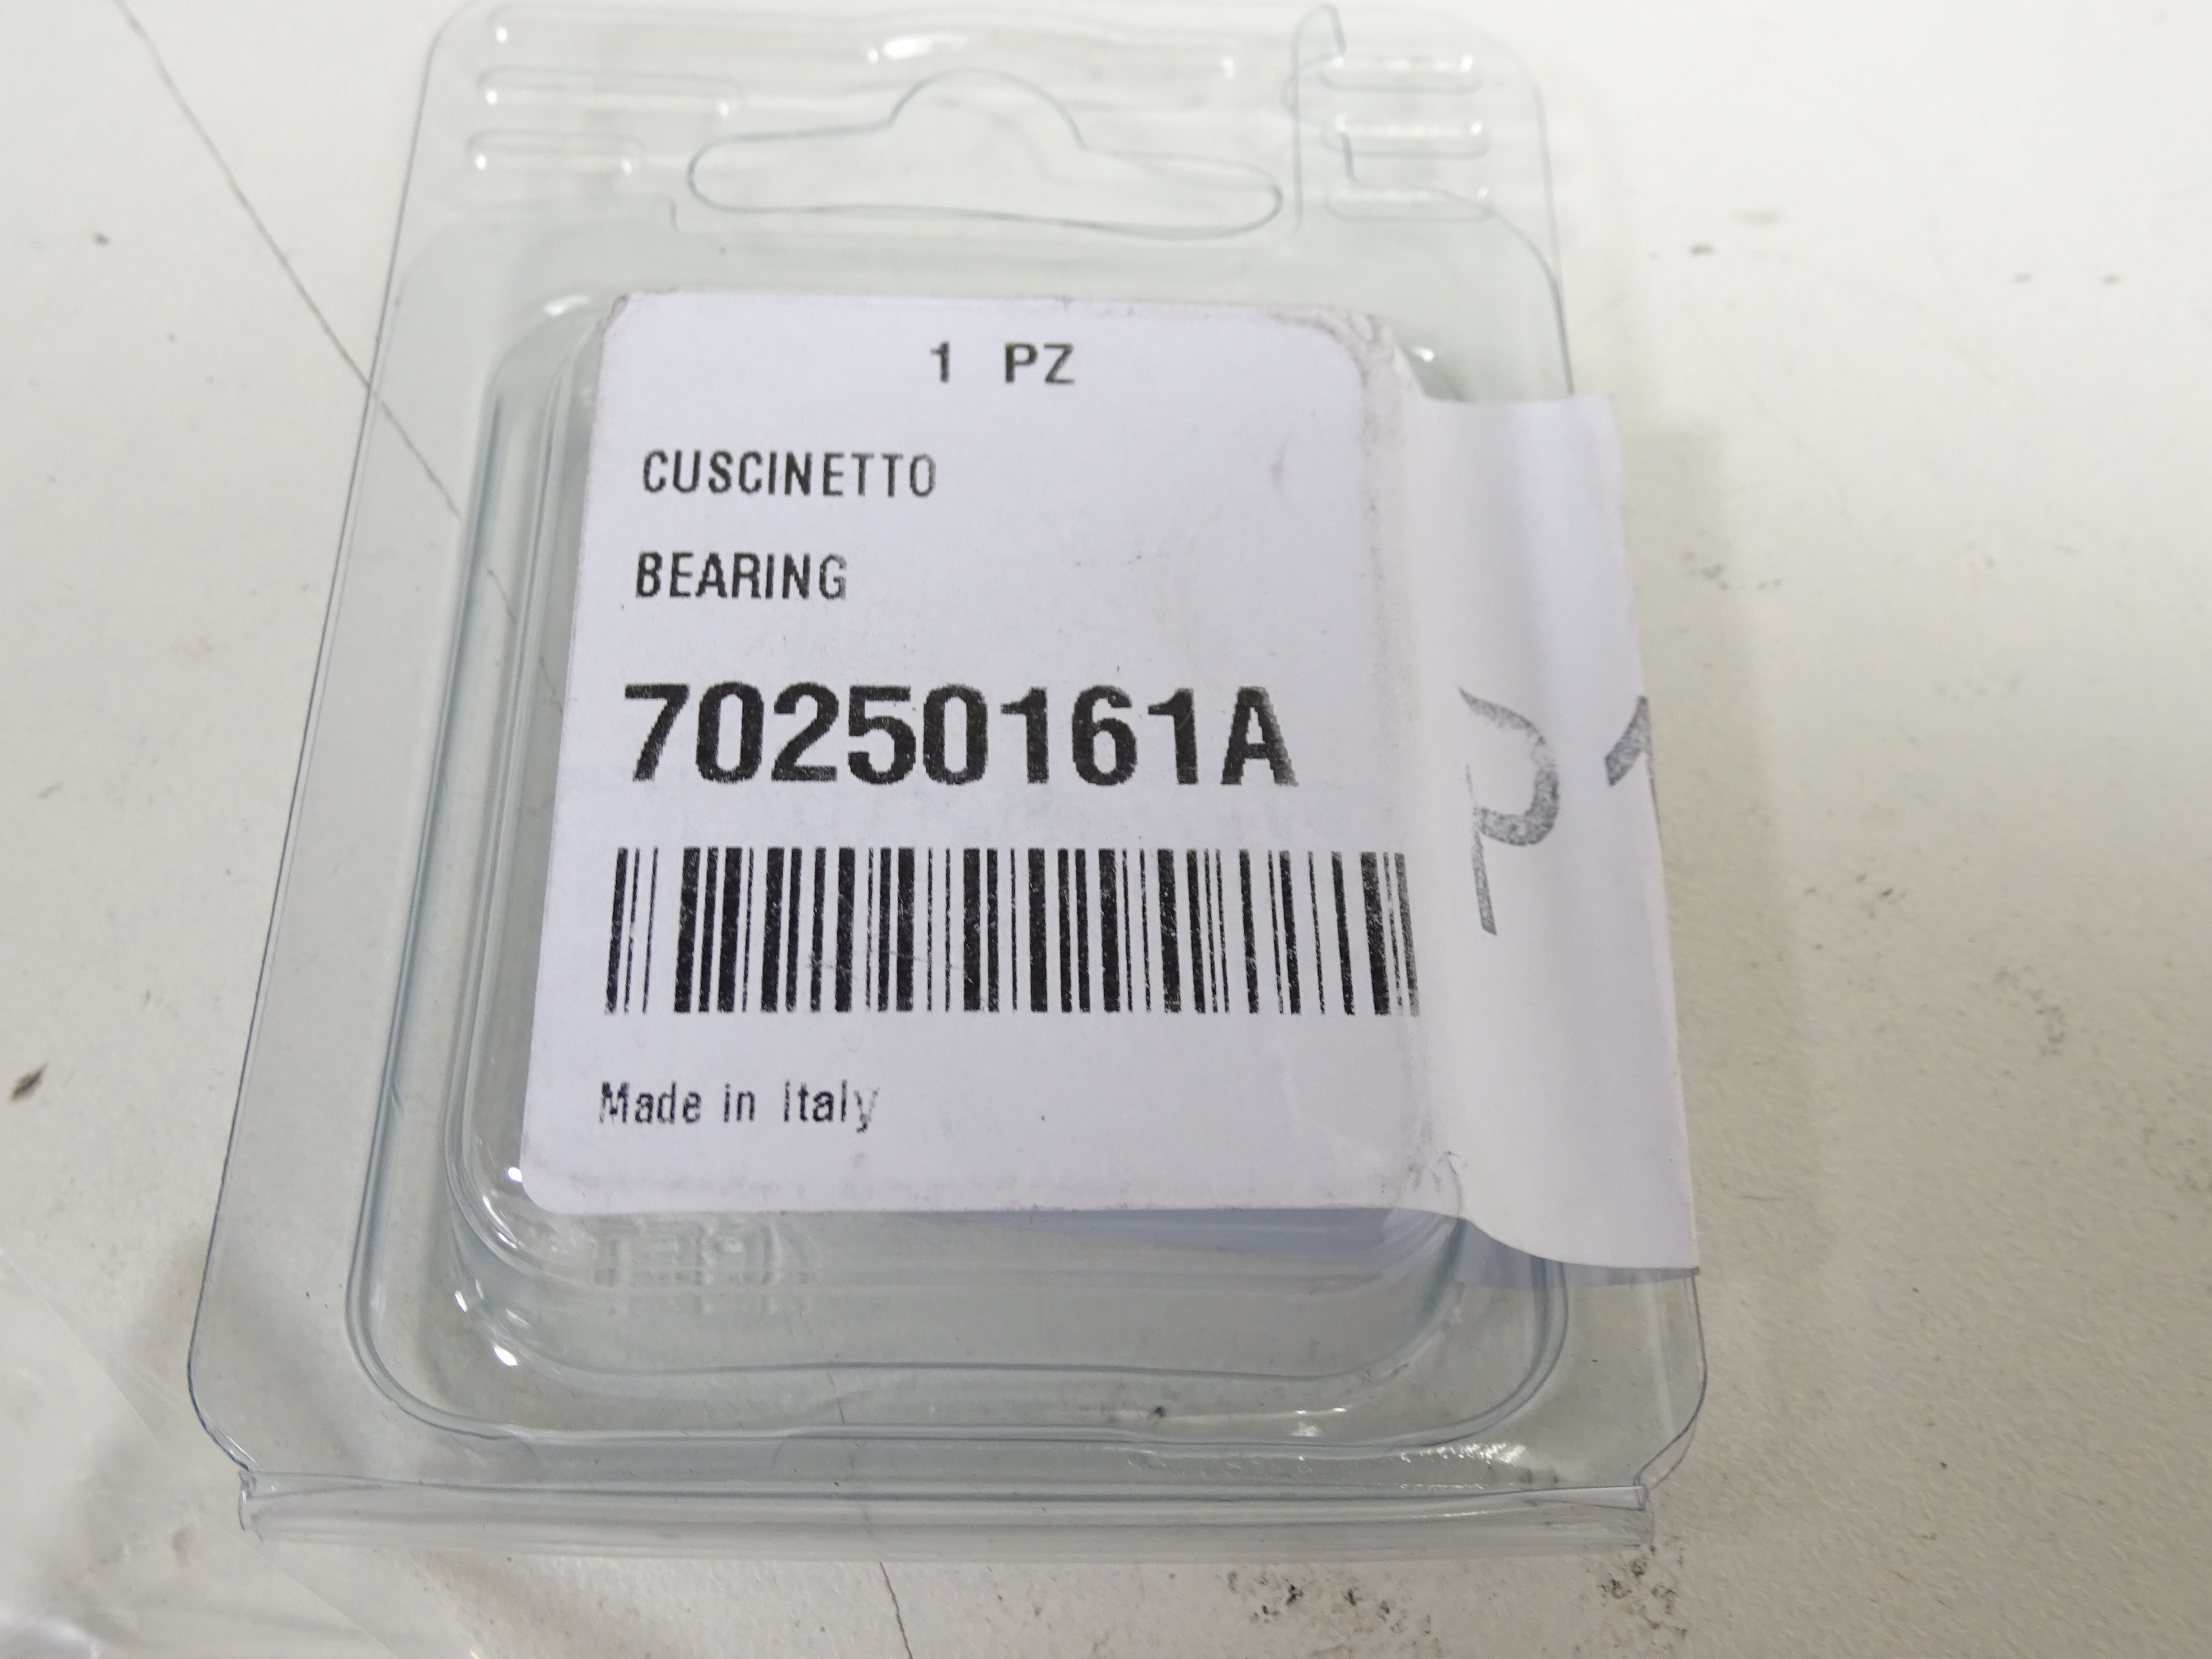 1 PZ
CUSCINETTO
BEARING
70250161A
Made in Italy